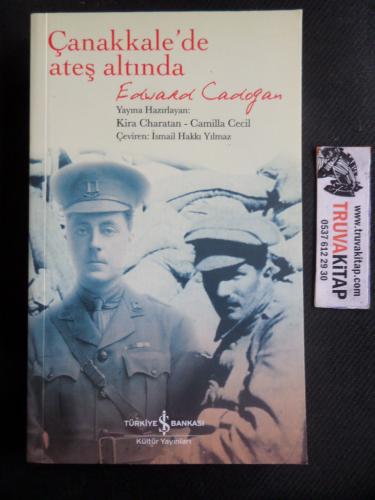 Çanakkale'de
ateş altında
Edward Cadogan
Yayına Hazırlayan:
Kira Charatan - Camilla Cecil
Çeviren: İsmail Hakkı Yılmaz
TÜRKİYE İŞ BANKASI
Kültür Yayınları
www.truvakitap.com
TRUVA
KİTAP
0537 612 29 30